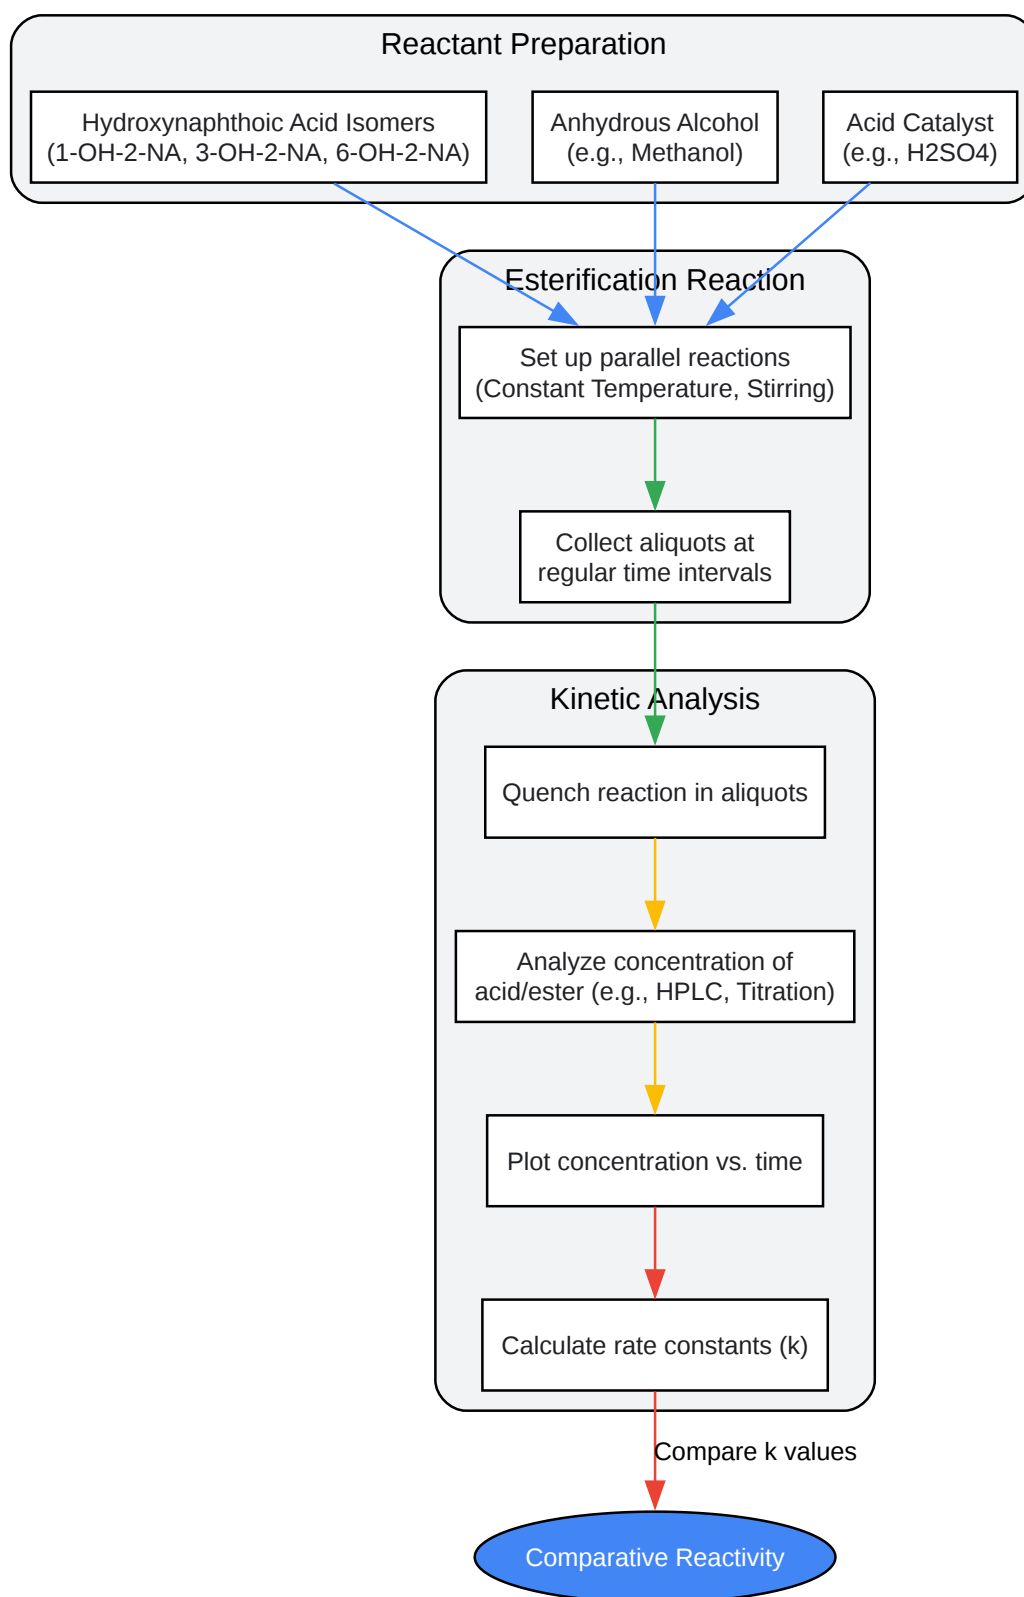 Reactant Preparation
Hydroxynaphthoic Acid Isomers
(1-OH-2-NA, 3-OH-2-NA, 6-OH-2-NA)
Anhydrous Alcohol
(e.g., Methanol)
Acid Catalyst
(e.g., H2SO4)
Esterification Reaction
Set up parallel reactions
(Constant Temperature, Stirring)
Collect aliquots at
regular time intervals
Kinetic Analysis
Quench reaction in aliquots
Analyze concentration of
acid/ester (e.g., HPLC, Titration)
Plot concentration vs. time
Calculate rate constants (k)
Compare k values
Comparative Reactivity